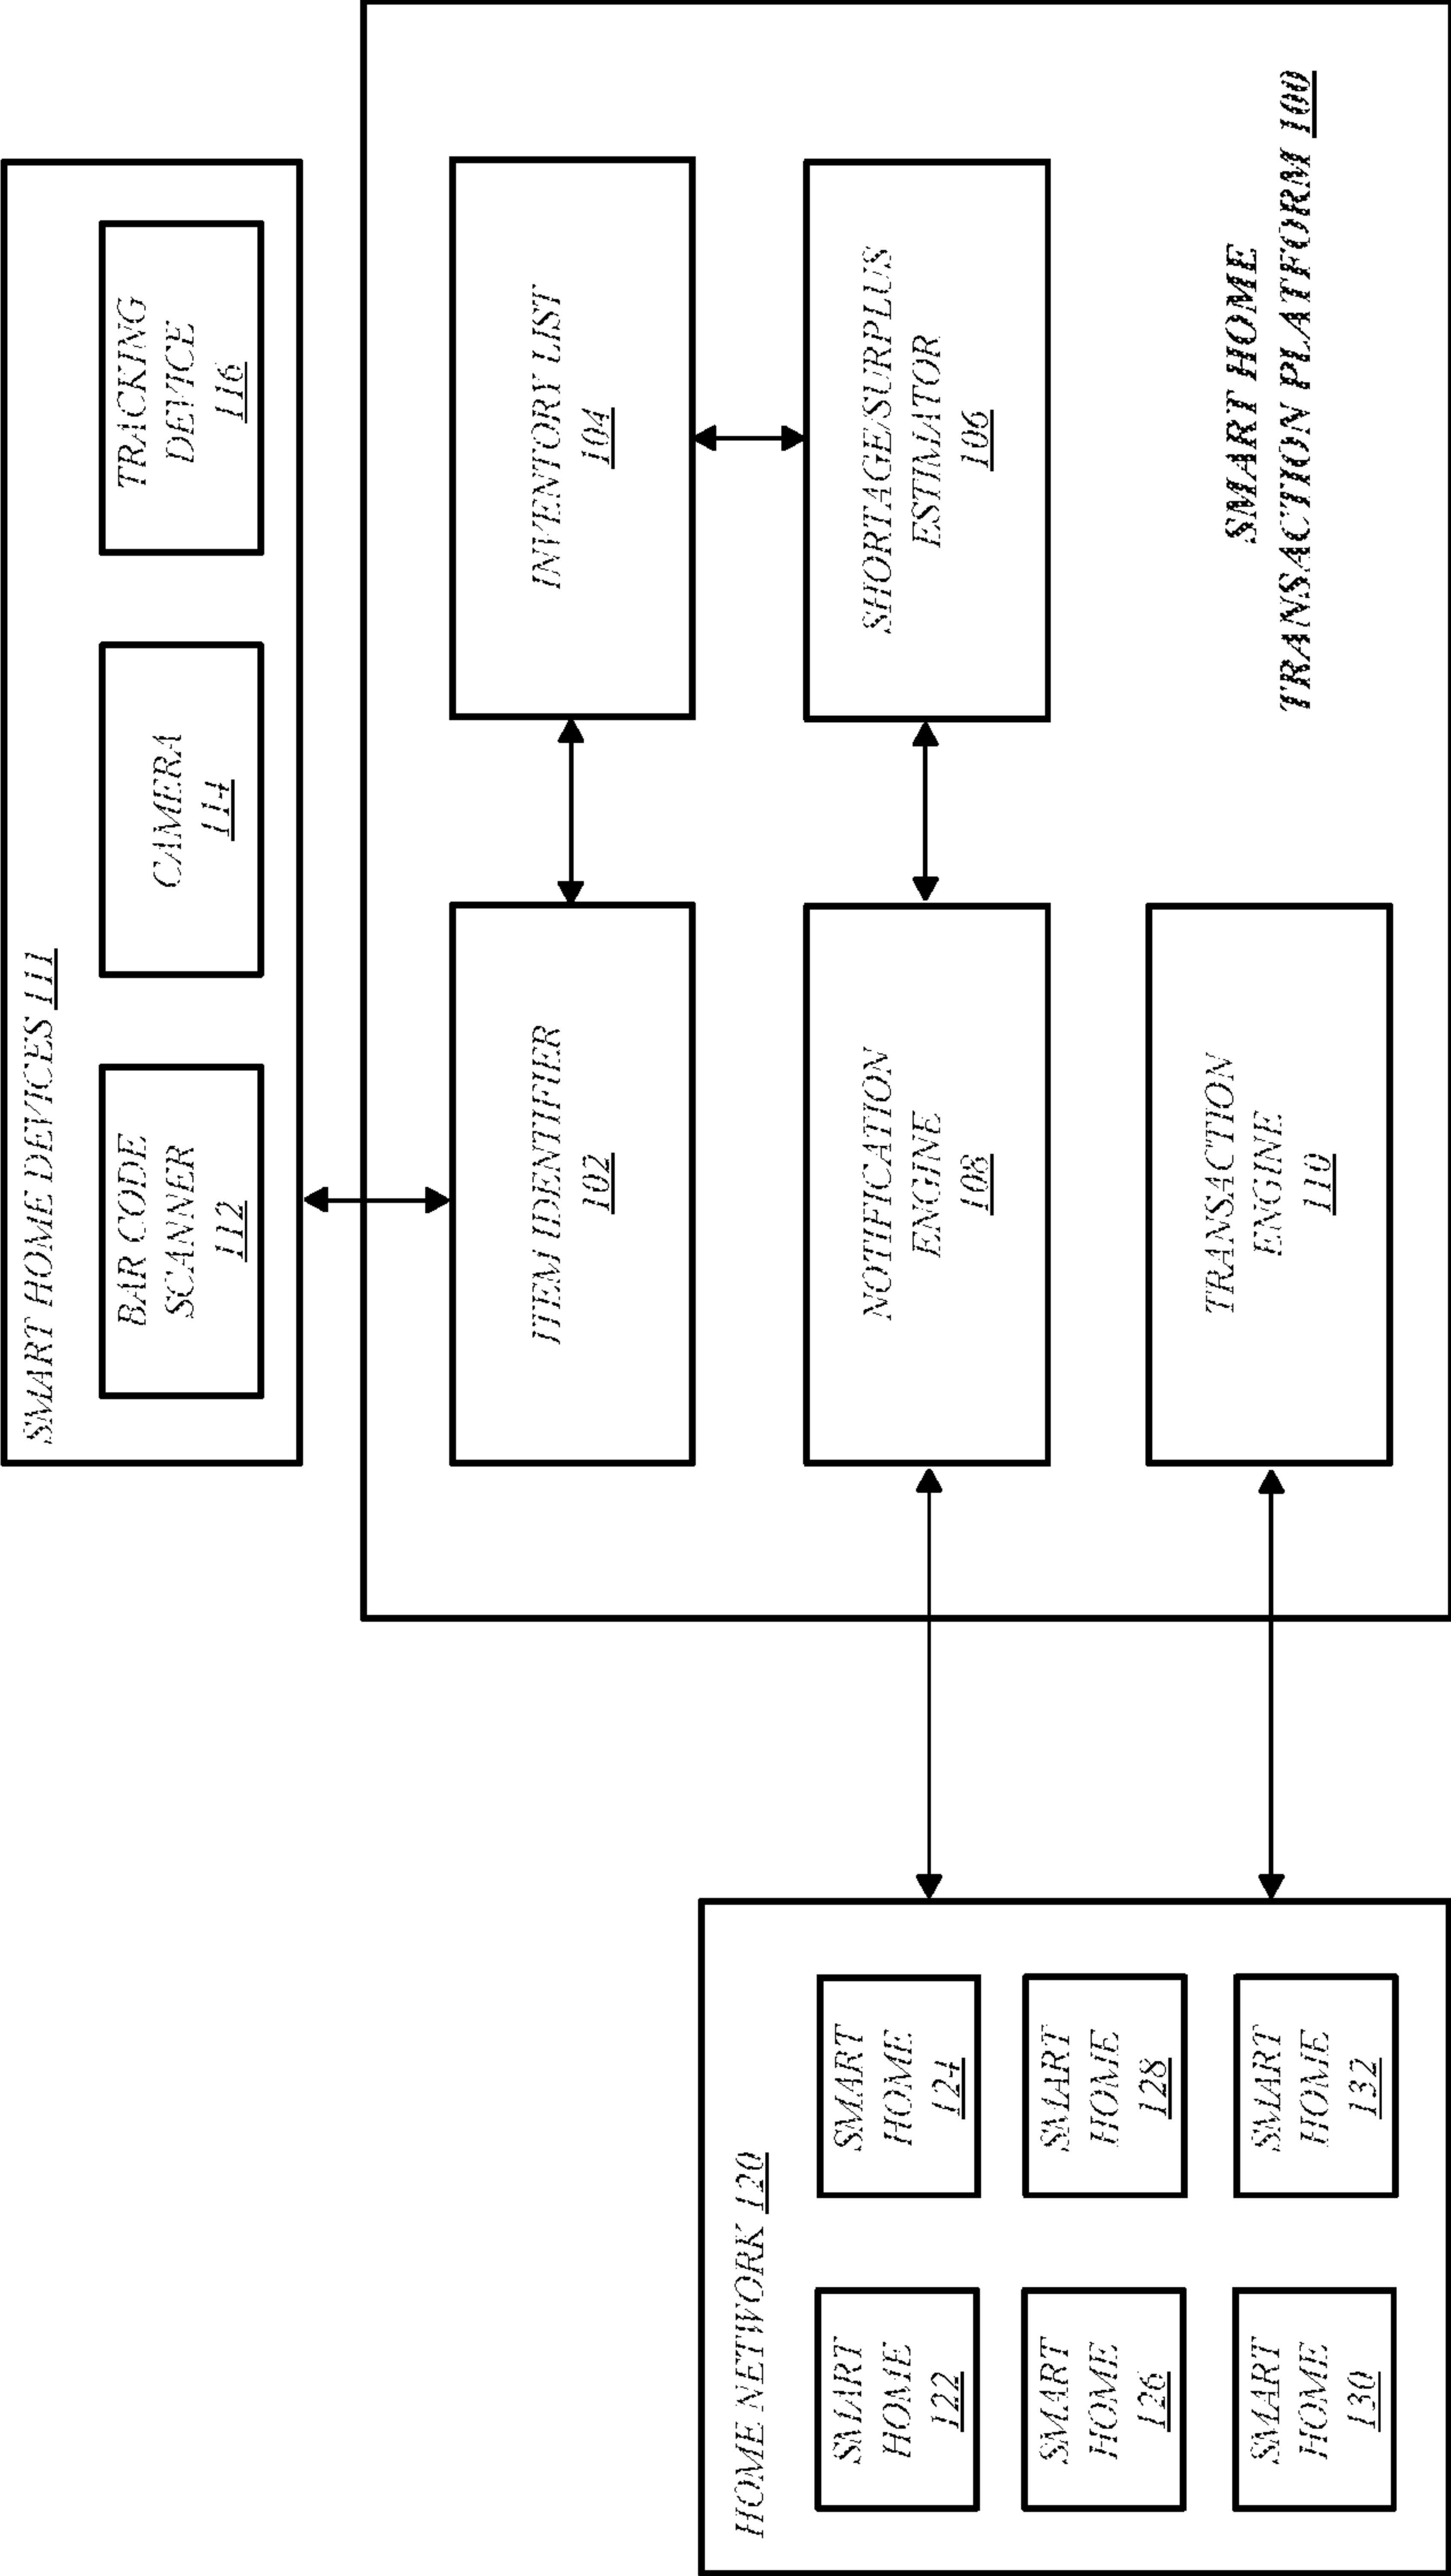 SMART HOME DEVICES 111
BAR CODE
SCANNER
112
CAMERA
114
TRACKING
DEVICE
116
ITEM IDENTIFIER
102
INVENTORY LIST
104
NOTIFICATION
ENGINE
108
SHORTAGE/SURPLUS
ESTIMATOR
106
TRANSACTION
ENGINE
110
SMART HOME
TRANSACTION PLATFORM 100
HOME NETWORK 120
SMART
HOME
122
SMART
HOME
124
SMART
HOME
126
SMART
HOME
128
SMART
HOME
130
SMART
HOME
132